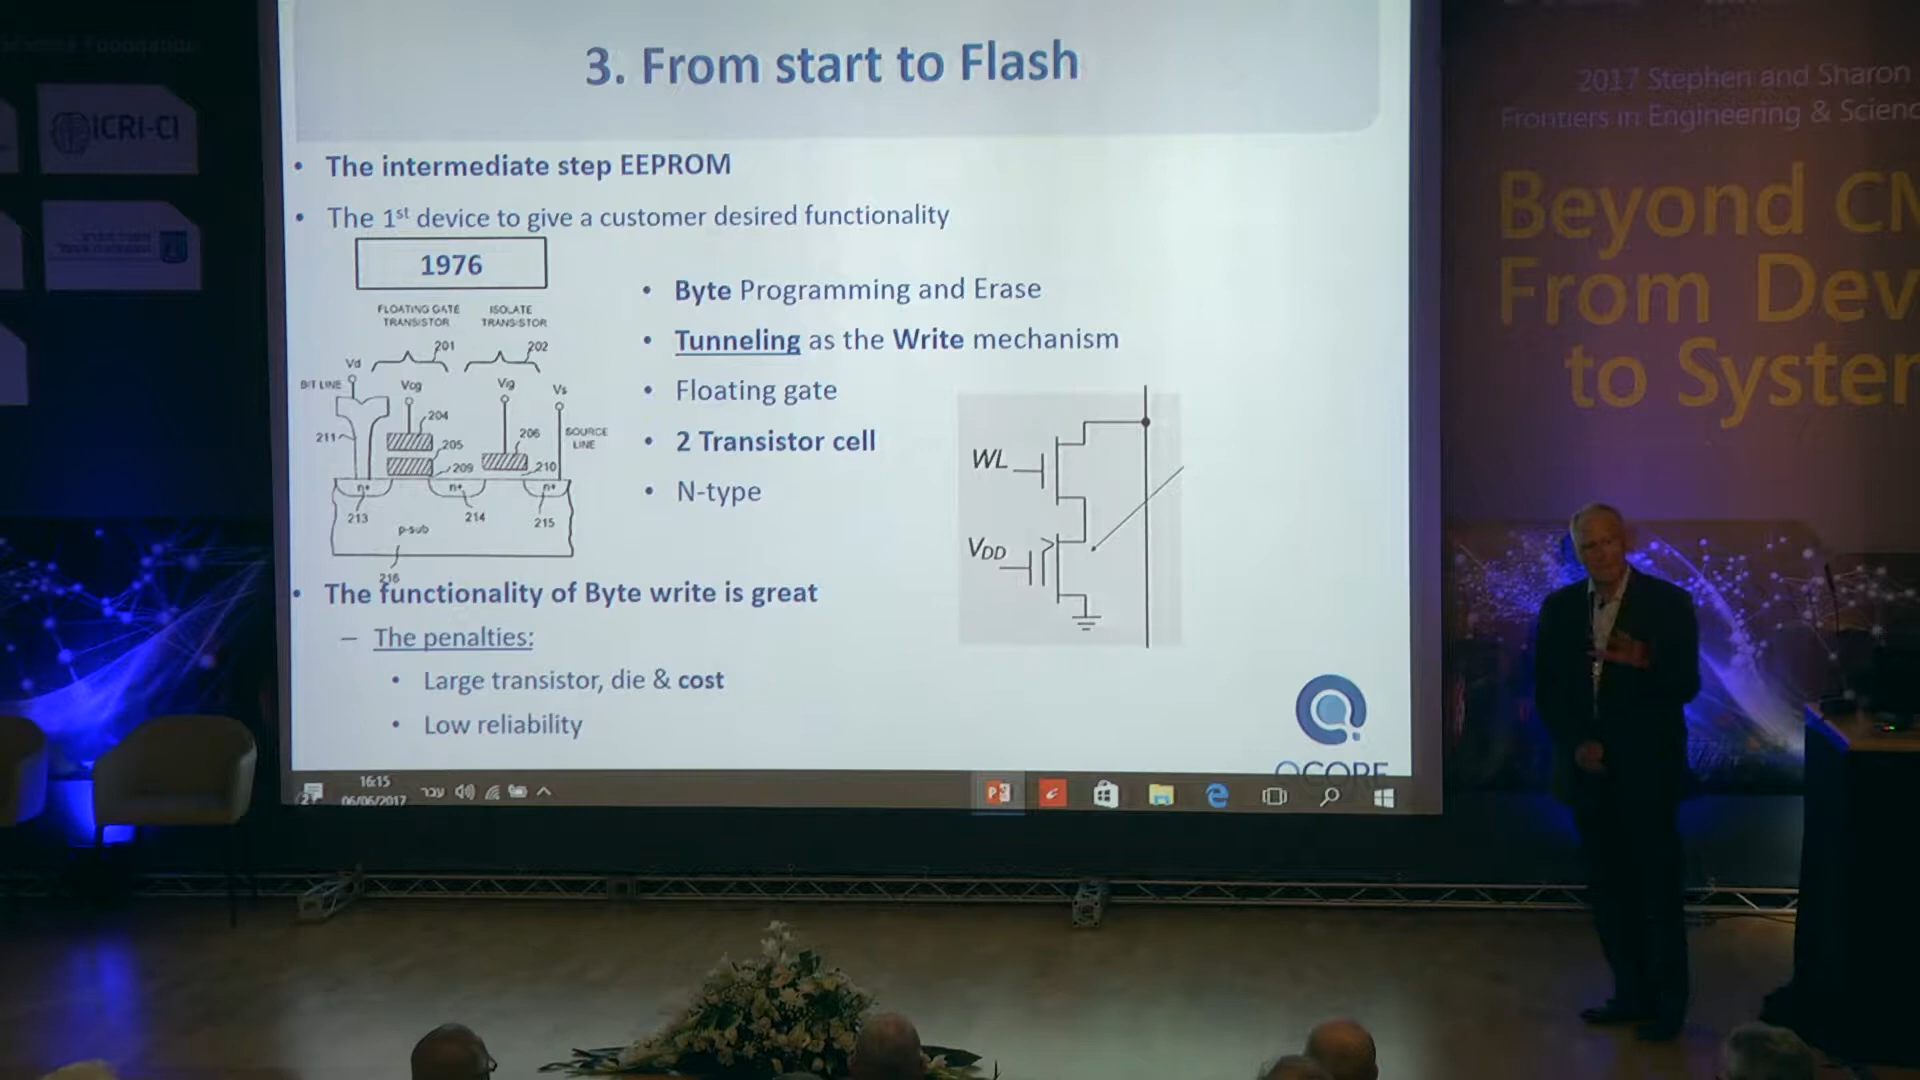 3. From start to Flash
• The intermediate step EEPROM
• The 1st device to give a customer desired functionality
1976
FLOATING GATE TRANSISTOR
ISOLATE TRANSISTOR
201
202
Vd
BIT LINE
Vcg
Vig
Vs
204
211
205
206
SOURCE LINE
209
210
n+
n+
n+
213
214
215
p-sub
216
• Byte Programming and Erase
• Tunneling as the Write mechanism
• Floating gate
• 2 Transistor cell
• N-type
WL
VDD
• The functionality of Byte write is great
– The penalties:
• Large transistor, die & cost
• Low reliability
QCORE
16:15
06/06/2017
עבר
ICRI-CI
2017 Stephen and Sharon
Frontiers in Engineering & Scienc
Beyond CM
From Dev
to System